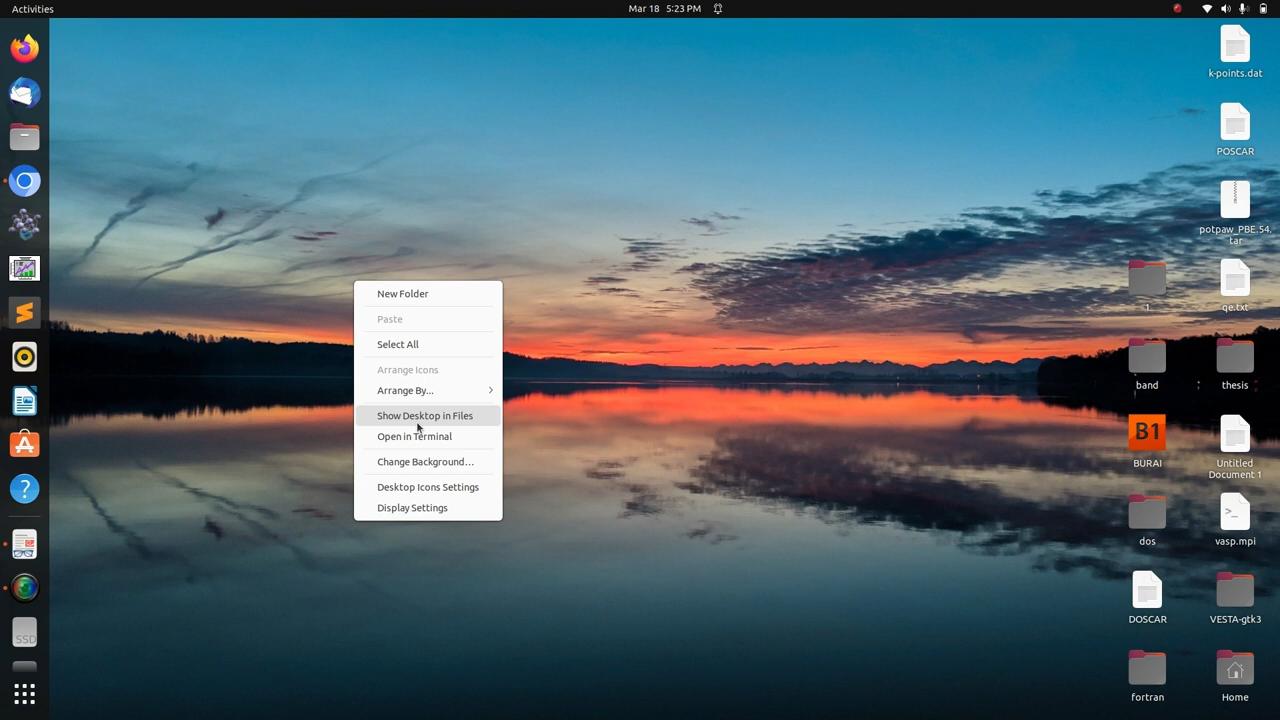 Activities
Mar 18 5:23 PM
New Folder
Paste
Select All
Arrange Icons
Arrange By...
Show Desktop in Files
Open in Terminal
Change Background…
Desktop Icons Settings
Display Settings
k-points.dat
POSCAR
potpaw_PBE.54.
tar
1
qe.txt
band
thesis
B1
BURAI
Untitled
Document 1
dos
>_
vasp.mpi
DOSCAR
VESTA-gtk3
fortran
Home
?
SSD